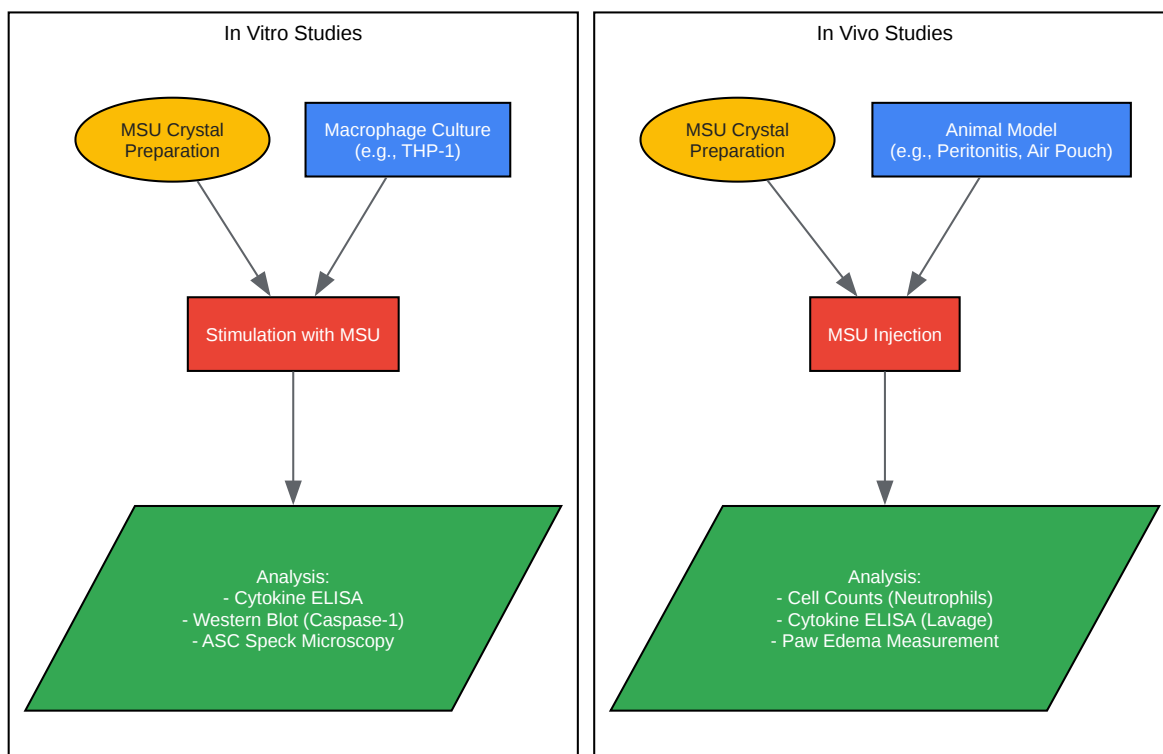 In Vitro Studies
MSU Crystal
Preparation
Macrophage Culture
(e.g., THP-1)
Stimulation with MSU
Analysis:
- Cytokine ELISA
- Western Blot (Caspase-1)
- ASC Speck Microscopy
In Vivo Studies
MSU Crystal
Preparation
Animal Model
(e.g., Peritonitis, Air Pouch)
MSU Injection
Analysis:
- Cell Counts (Neutrophils)
- Cytokine ELISA (Lavage)
- Paw Edema Measurement